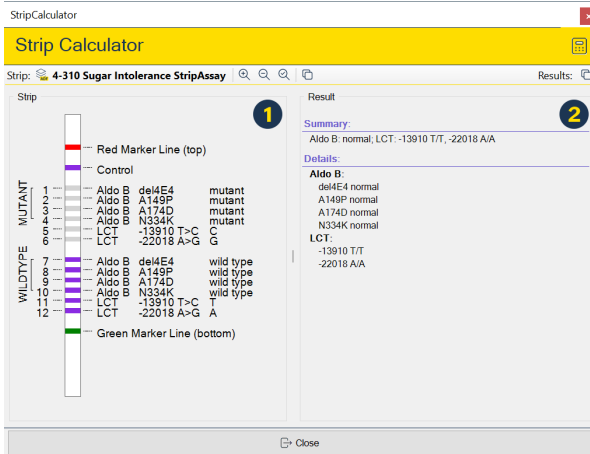 StripCalculator
Strip Calculator
Strip: 4-310 Sugar Intolerance StripAssay
Results:
Strip
1
Red Marker Line (top)
Control
MUTANT
1 Aldo B del4E4 mutant
2 Aldo B A149P mutant
3 Aldo B A174D mutant
4 Aldo B N334K mutant
5 LCT -13910 T>C C
6 LCT -22018 A>G G
WILDTYPE
7 Aldo B del4E4 wild type
8 Aldo B A149P wild type
9 Aldo B A174D wild type
10 Aldo B N334K wild type
11 LCT -13910 T>C T
12 LCT -22018 A>G A
Green Marker Line (bottom)
Result
2
Summary:
Aldo B: normal; LCT: -13910 T/T, -22018 A/A
Details:
Aldo B:
del4E4 normal
A149P normal
A174D normal
N334K normal
LCT:
-13910 T/T
-22018 A/A
Close